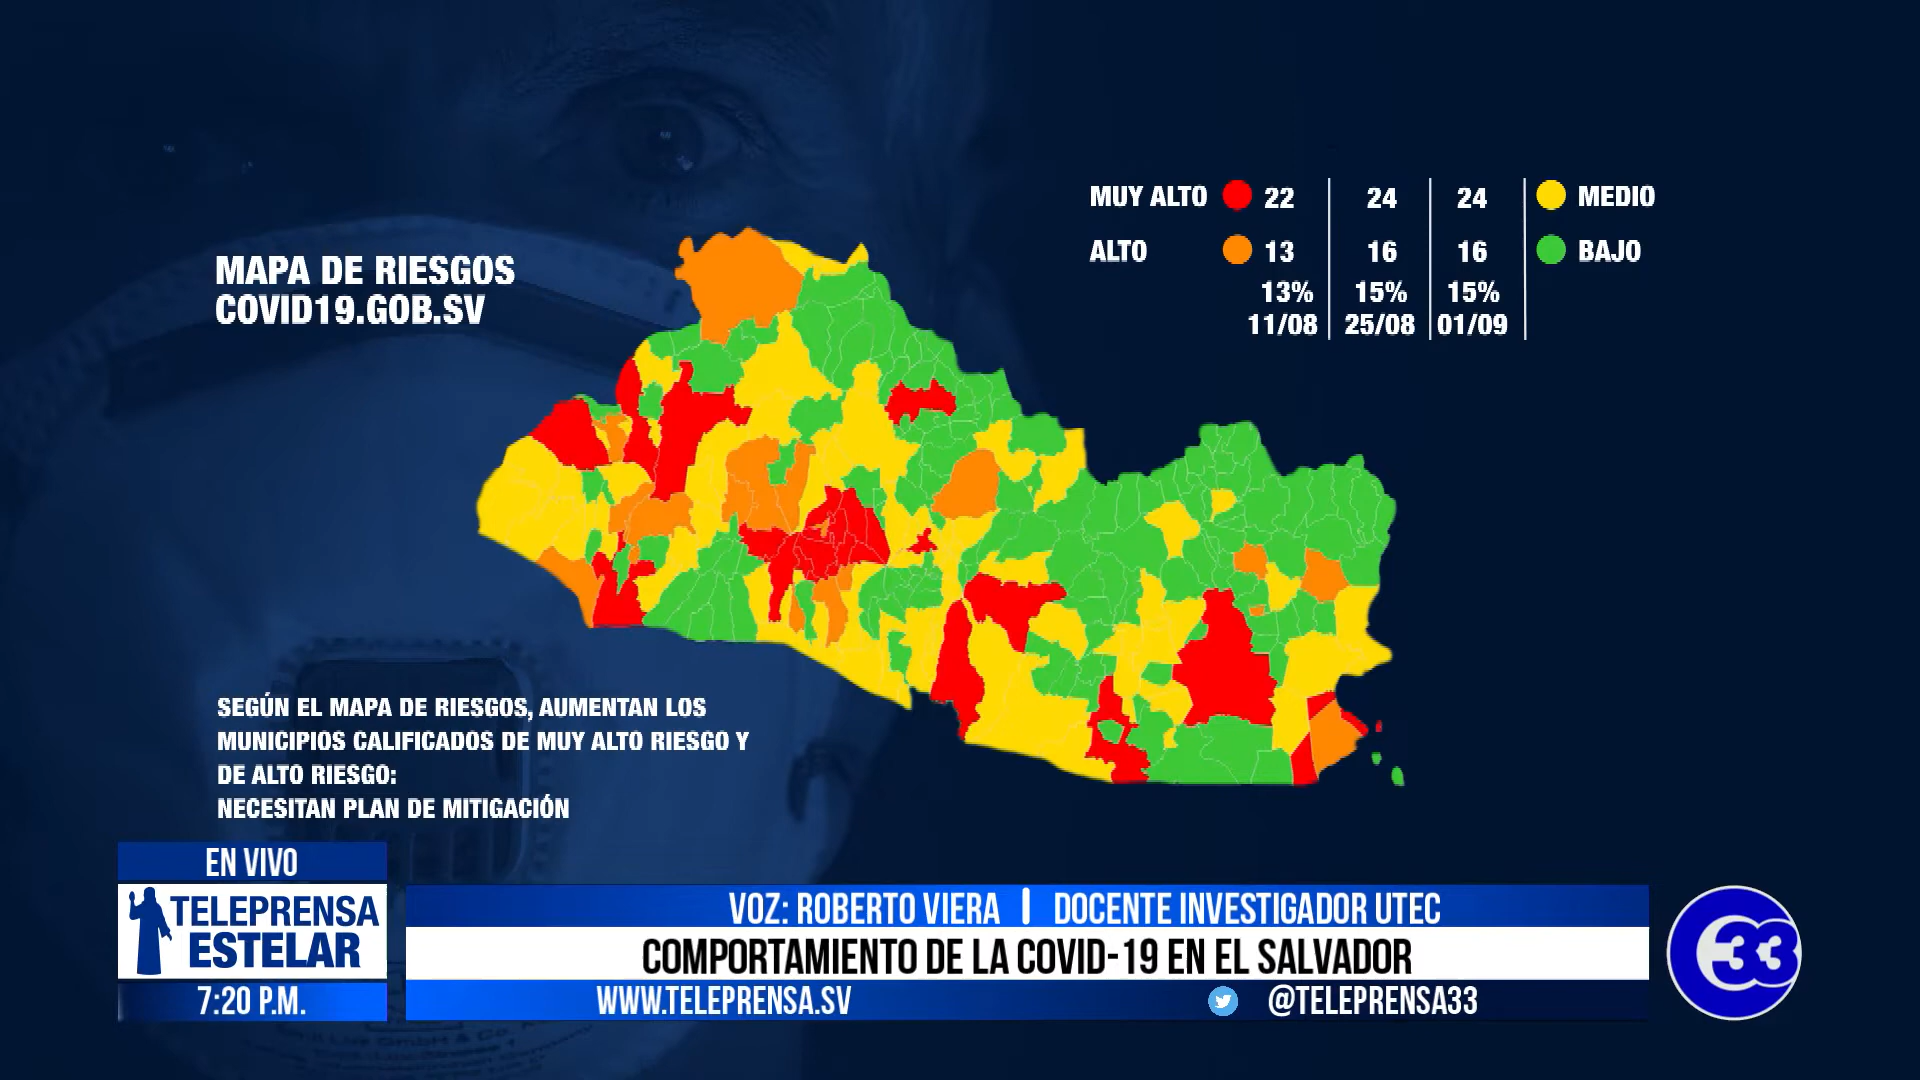 MAPA DE RIESGOS
COVID19.GOB.SV
MUY ALTO 22 24 24 MEDIO
ALTO 13 16 16 BAJO
13% 15% 15%
11/08 25/08 01/09
SEGÚN EL MAPA DE RIESGOS, AUMENTAN LOS
MUNICIPIOS CALIFICADOS DE MUY ALTO RIESGO Y
DE ALTO RIESGO:
NECESITAN PLAN DE MITIGACIÓN
EN VIVO
TELEPRENSA
ESTELAR
7:20 P.M.
VOZ: ROBERTO VIERA | DOCENTE INVESTIGADOR UTEC
COMPORTAMIENTO DE LA COVID-19 EN EL SALVADOR
WWW.TELEPRENSA.SV @TELEPRENSA33
33